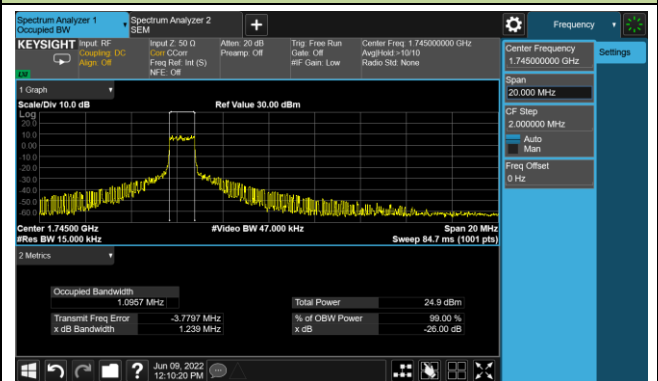 Spectrum Analyzer 1
Occupied BW
Spectrum Analyzer 2
SEM
+
Frequency
KEYSIGHT
Input: RF
Coupling: DC
Align: Off
Input Z: 50 Ω
Corr CCorr
Freq Ref: Int (S)
NFE: Off
Atten: 20 dB
Preamp: Off
Trig: Free Run
Gate: Off
#IF Gain: Low
Center Freq: 1.745000000 GHz
Avg|Hold:>10/10
Radio Std: None
Center Frequency
1.745000000 GHz
Settings
Span
20.000 MHz
CF Step
2.000000 MHz
Auto
Man
Freq Offset
0 Hz
1 Graph
Scale/Div 10.0 dB
Ref Value 30.00 dBm
Log
20.0
10.0
0.00
-10.0
-20.0
-30.0
-40.0
-50.0
-60.0
Center 1.74500 GHz
#Video BW 47.000 kHz
Span 20 MHz
#Res BW 15.000 kHz
Sweep 84.7 ms (1001 pts)
2 Metrics
Occupied Bandwidth
1.0957 MHz
Total Power
24.9 dBm
Transmit Freq Error
-3.7797 MHz
% of OBW Power
99.00 %
x dB Bandwidth
1.239 MHz
x dB
-26.00 dB
?
Jun 09, 2022
12:10:20 PM